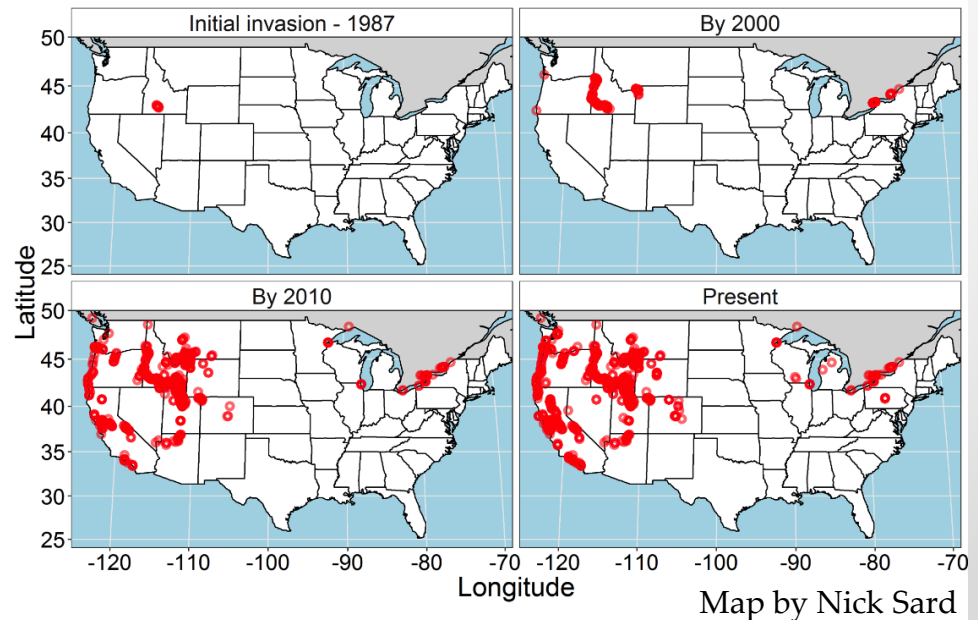 Initial invasion - 1987
By 2000
50
45
40
35
30
25
By 2010
Present
50
45
40
35
30
25
Latitude
-120 -110 -100 -90 -80 -70
-120 -110 -100 -90 -80 -70
Longitude
Map by Nick Sard